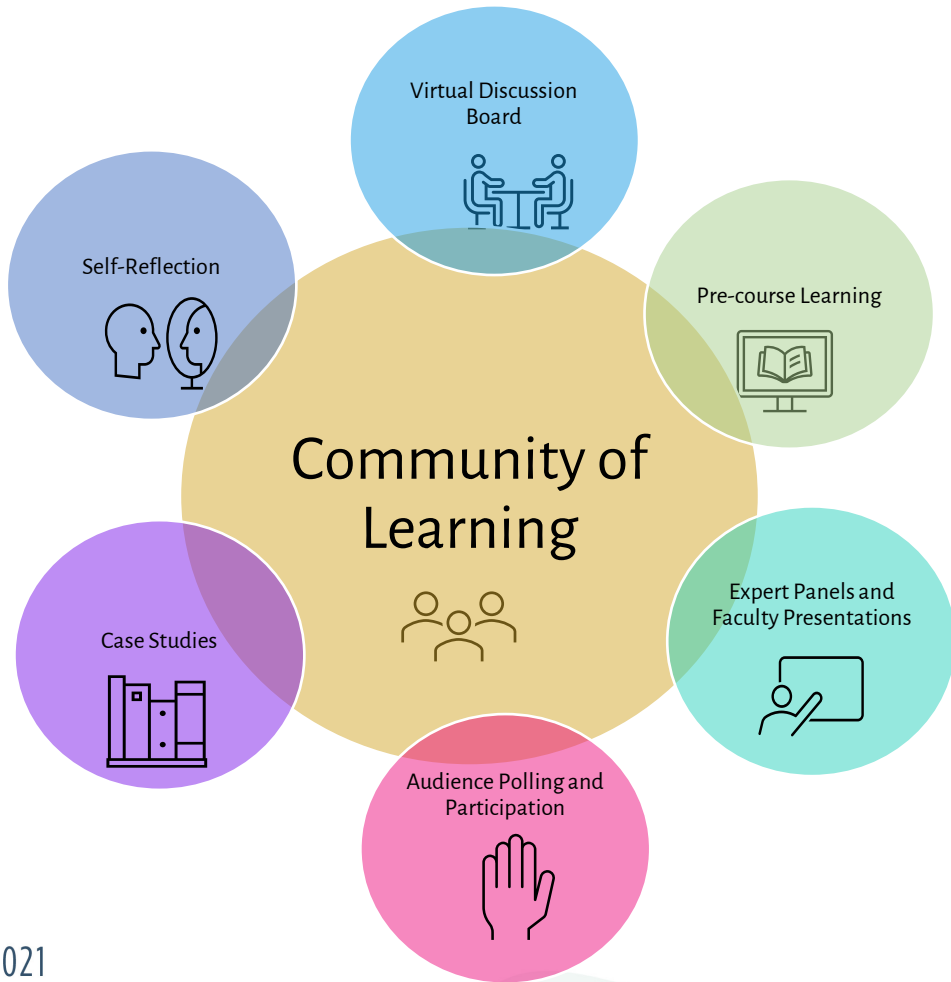 Virtual Discussion
Board
Self-Reflection
Pre-course Learning
Community of
Learning
Expert Panels and
Faculty Presentations
Case Studies
Audience Polling and
Participation
021